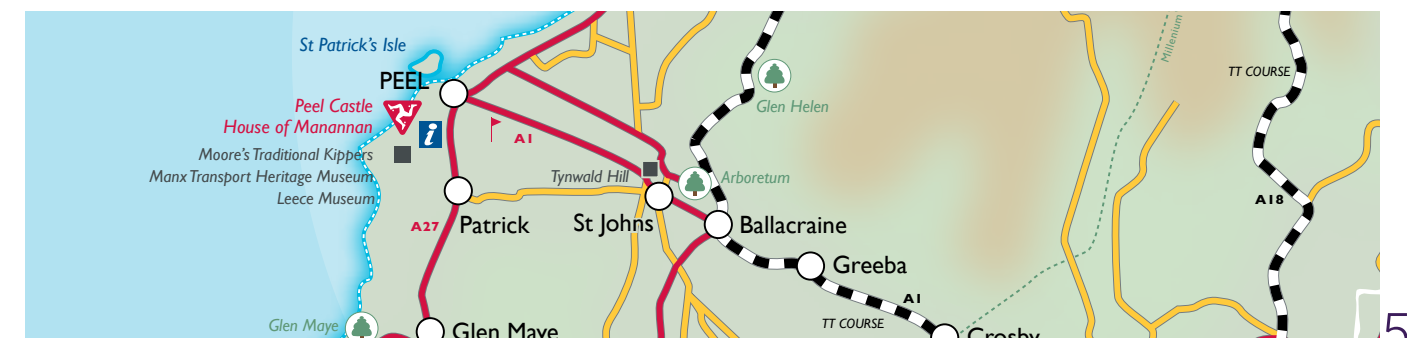 Millenium
St Patrick's Isle
TT COURSE
PEEL
Peel Castle
Glen Helen
House of Manannan
i
A1
Moore's Traditional Kippers
Manx Transport Heritage Museum
Tynwald Hill
Arboretum
Leece Museum
A18
A27
Patrick
St Johns
Ballacraine
Greeba
A1
Glen Maye
TT COURSE
Glen Maye
Crosby
5